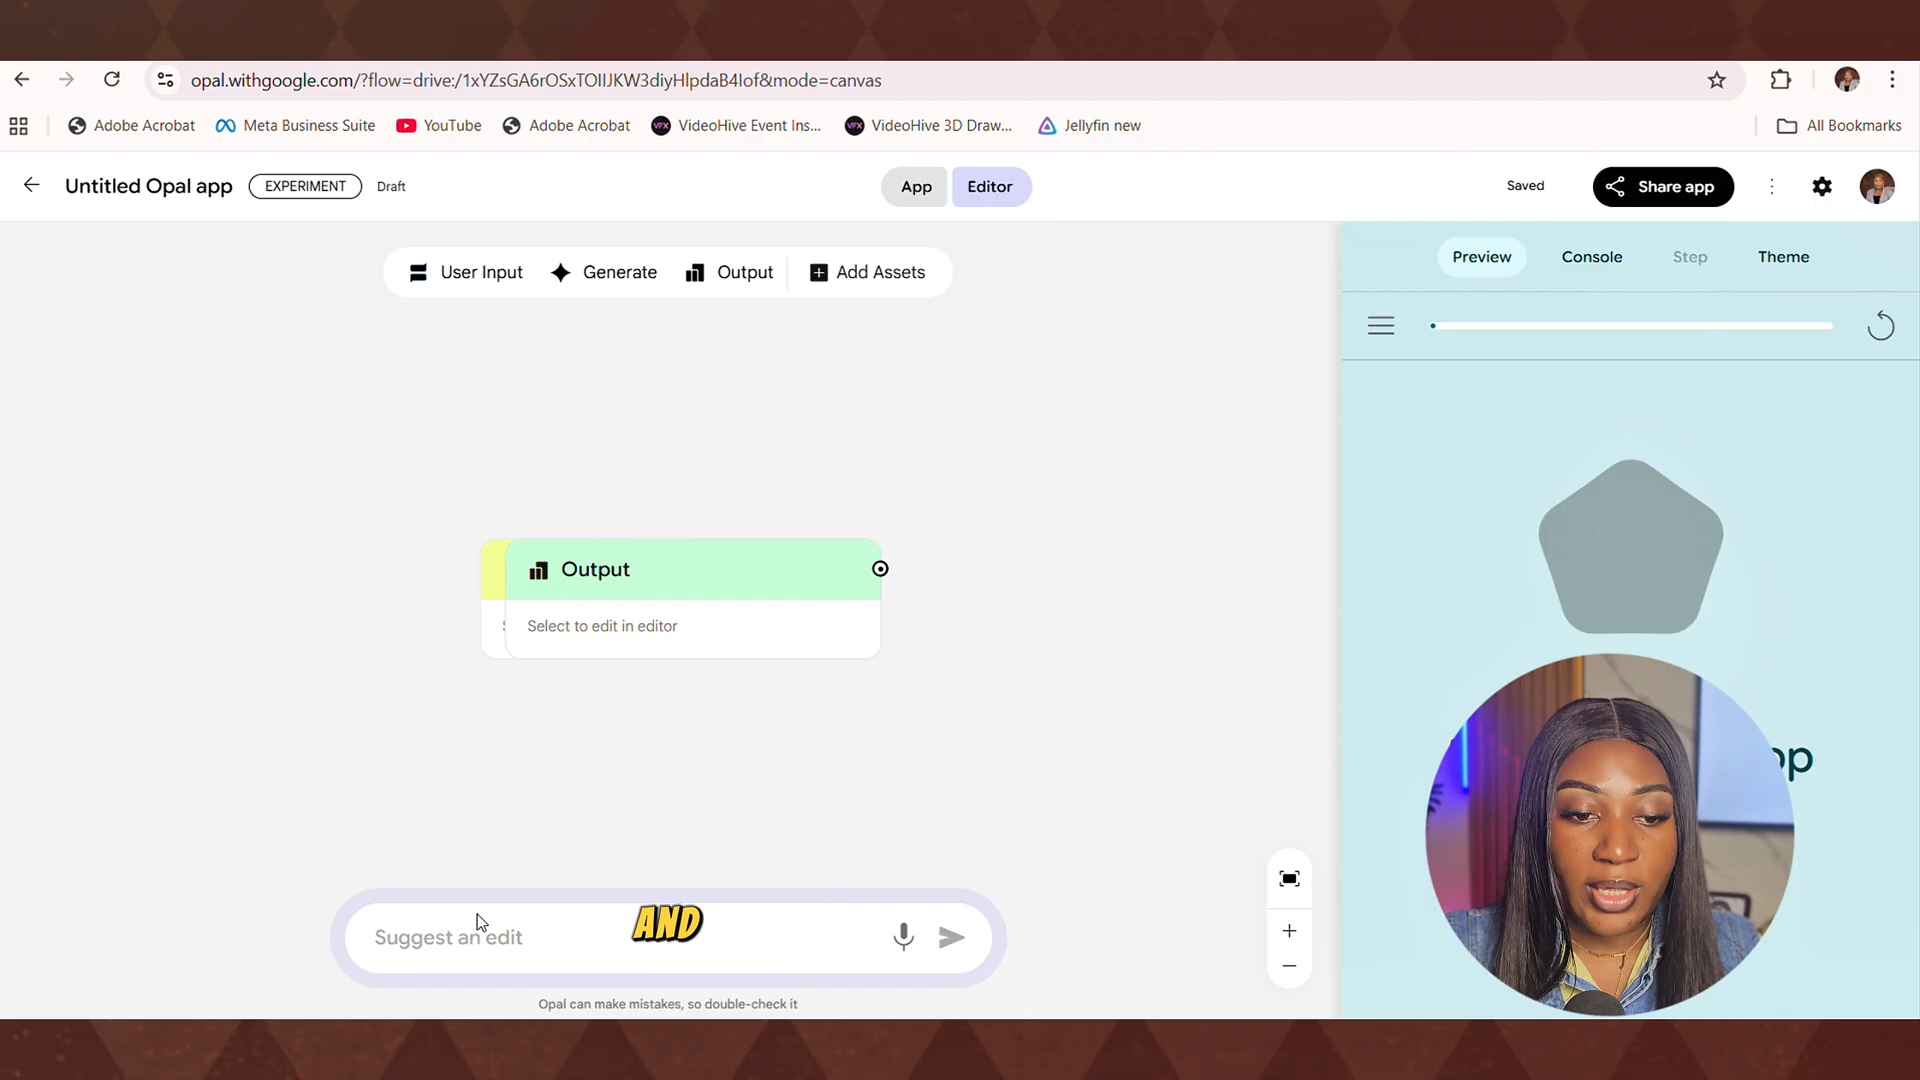 opal.withgoogle.com/?flow=drive:/1xYZsGA6rOSxTOIIJKW3diyHlpdaB4Iof&mode=canvas
Adobe Acrobat
Meta Business Suite
YouTube
Adobe Acrobat
VideoHive Event Ins...
VideoHive 3D Draw...
Jellyfin new
All Bookmarks
Untitled Opal app
EXPERIMENT
Draft
App
Editor
Saved
Share app
User Input
Generate
Output
Add Assets
Preview
Console
Step
Theme
Output
Select to edit in editor
Suggest an edit
AND
Opal can make mistakes, so double-check it